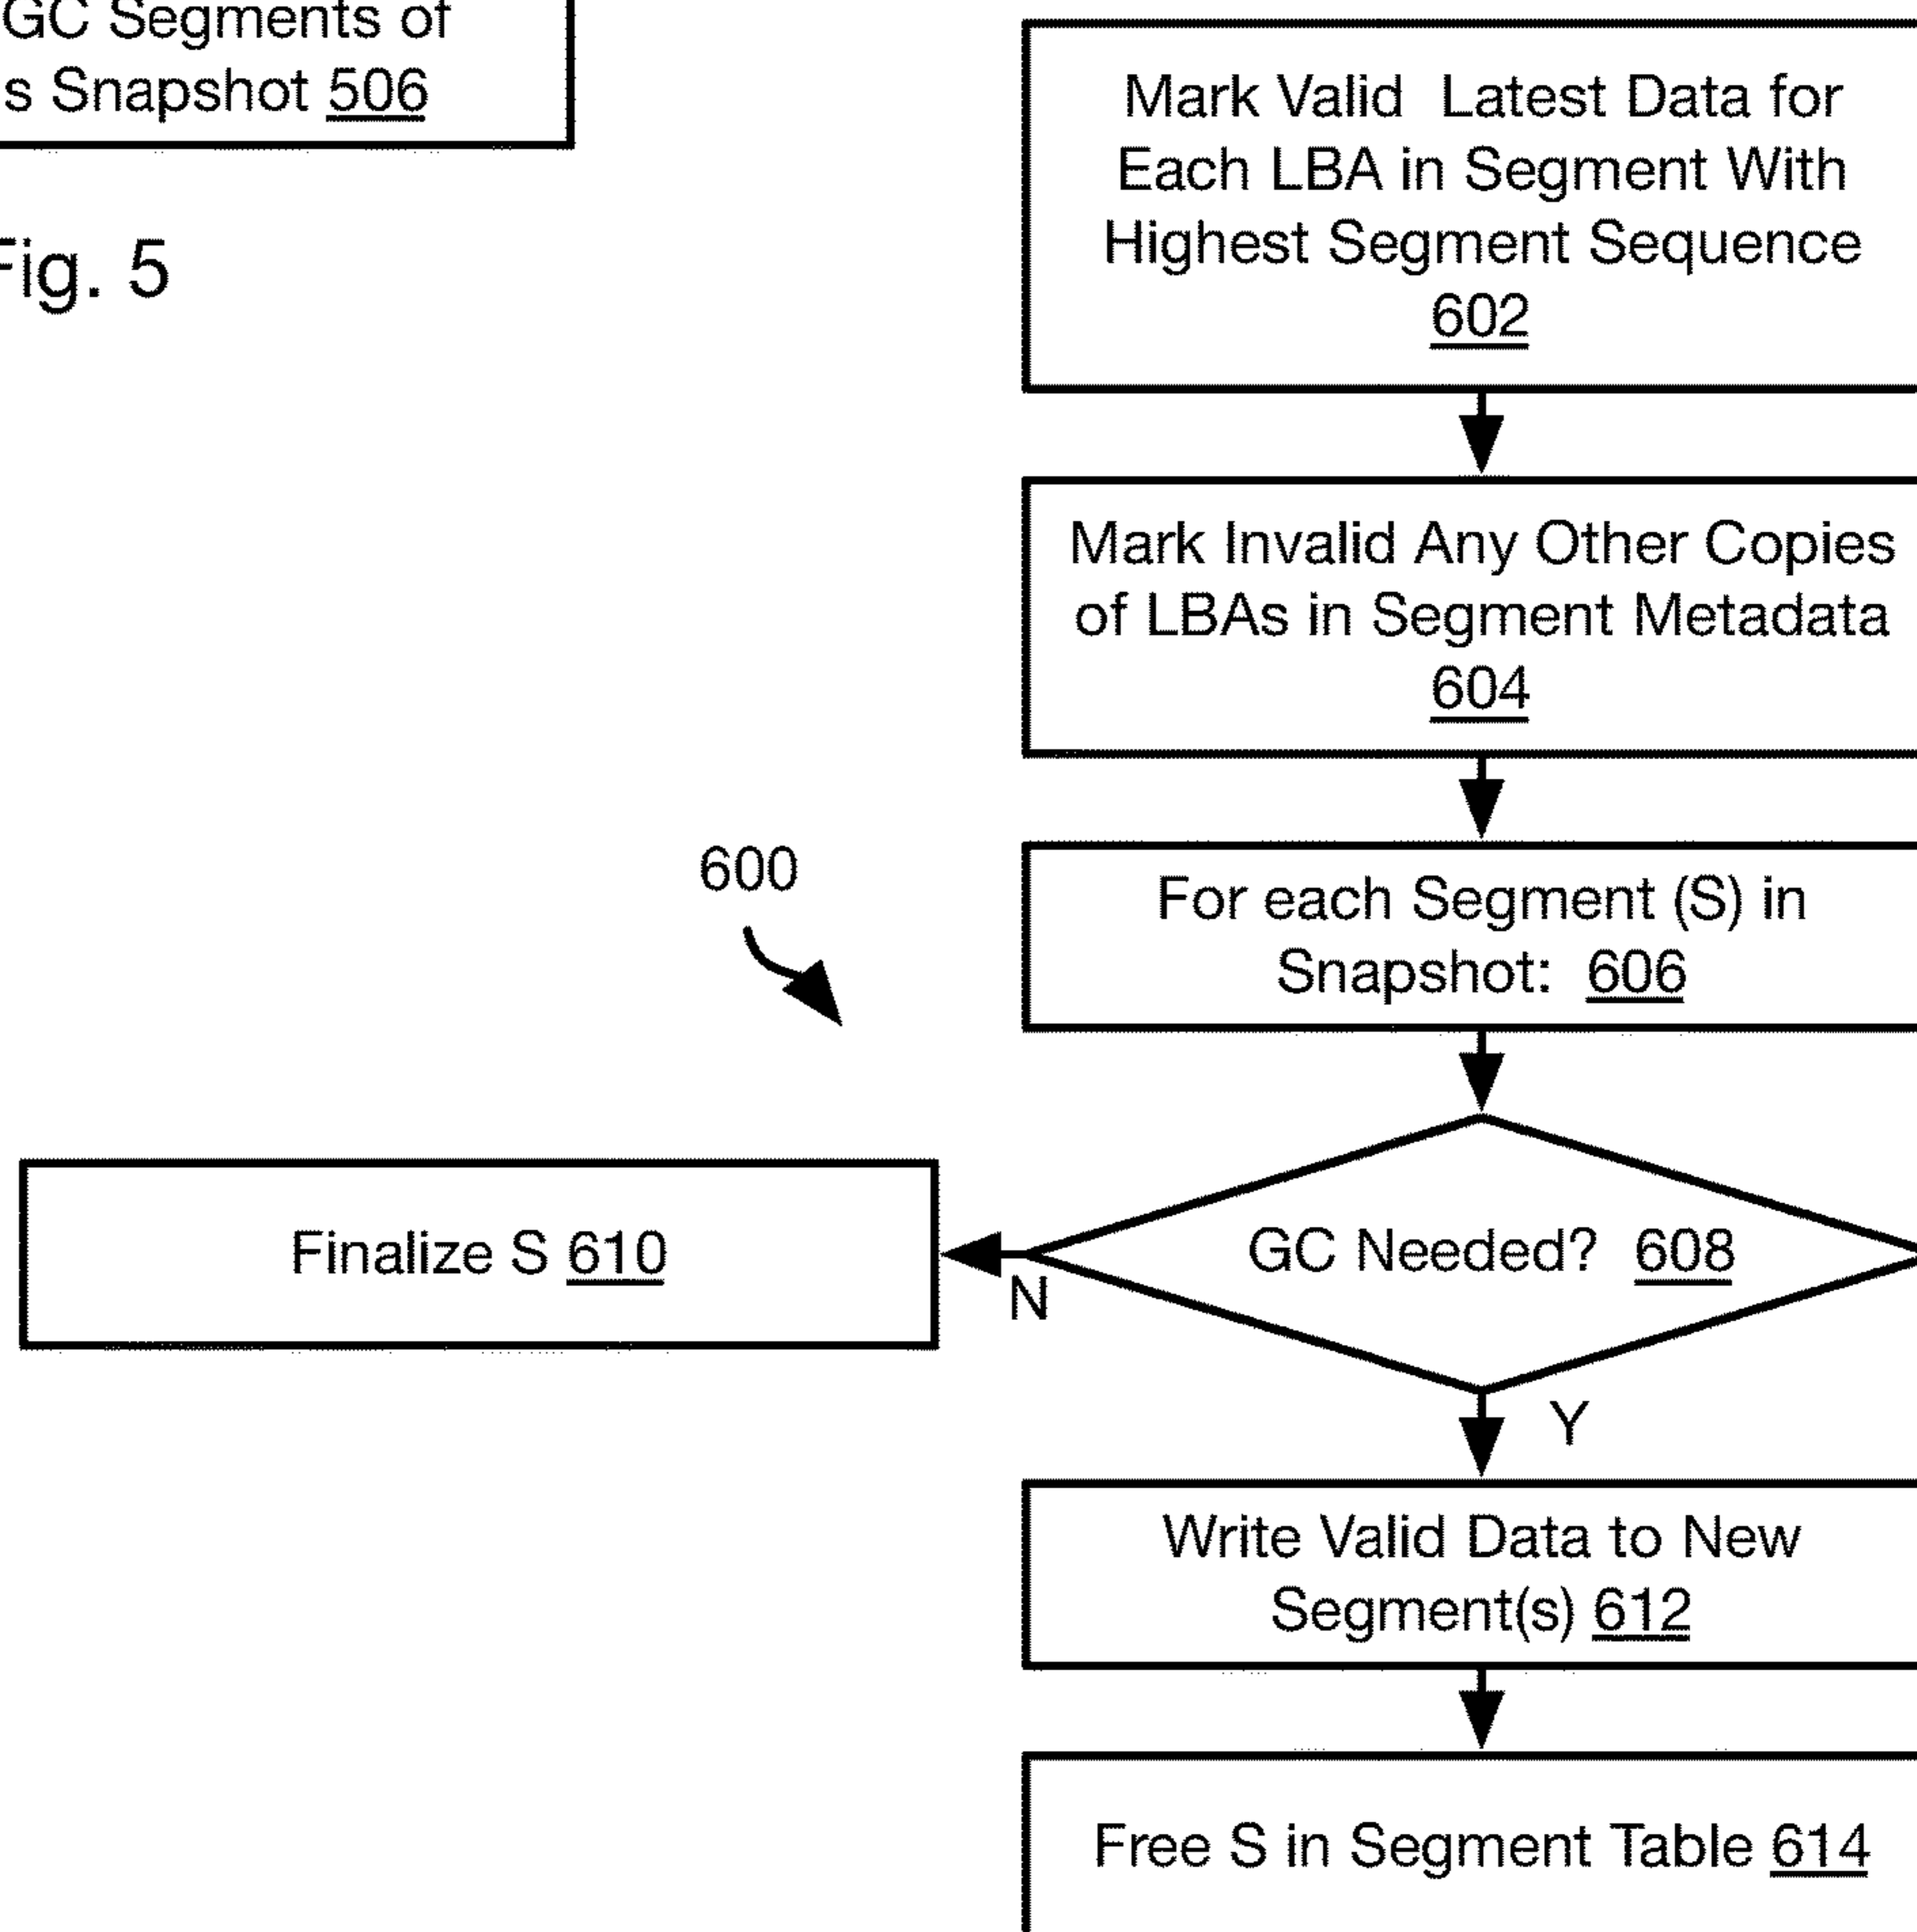 GC Segments of
s Snapshot 506
Fig. 5
Mark Valid Latest Data for
Each LBA in Segment With
Highest Segment Sequence
602
Mark Invalid Any Other Copies
of LBAs in Segment Metadata
604
600
For each Segment (S) in
Snapshot: 606
GC Needed? 608
N
Finalize S 610
Y
Write Valid Data to New
Segment(s) 612
Free S in Segment Table 614